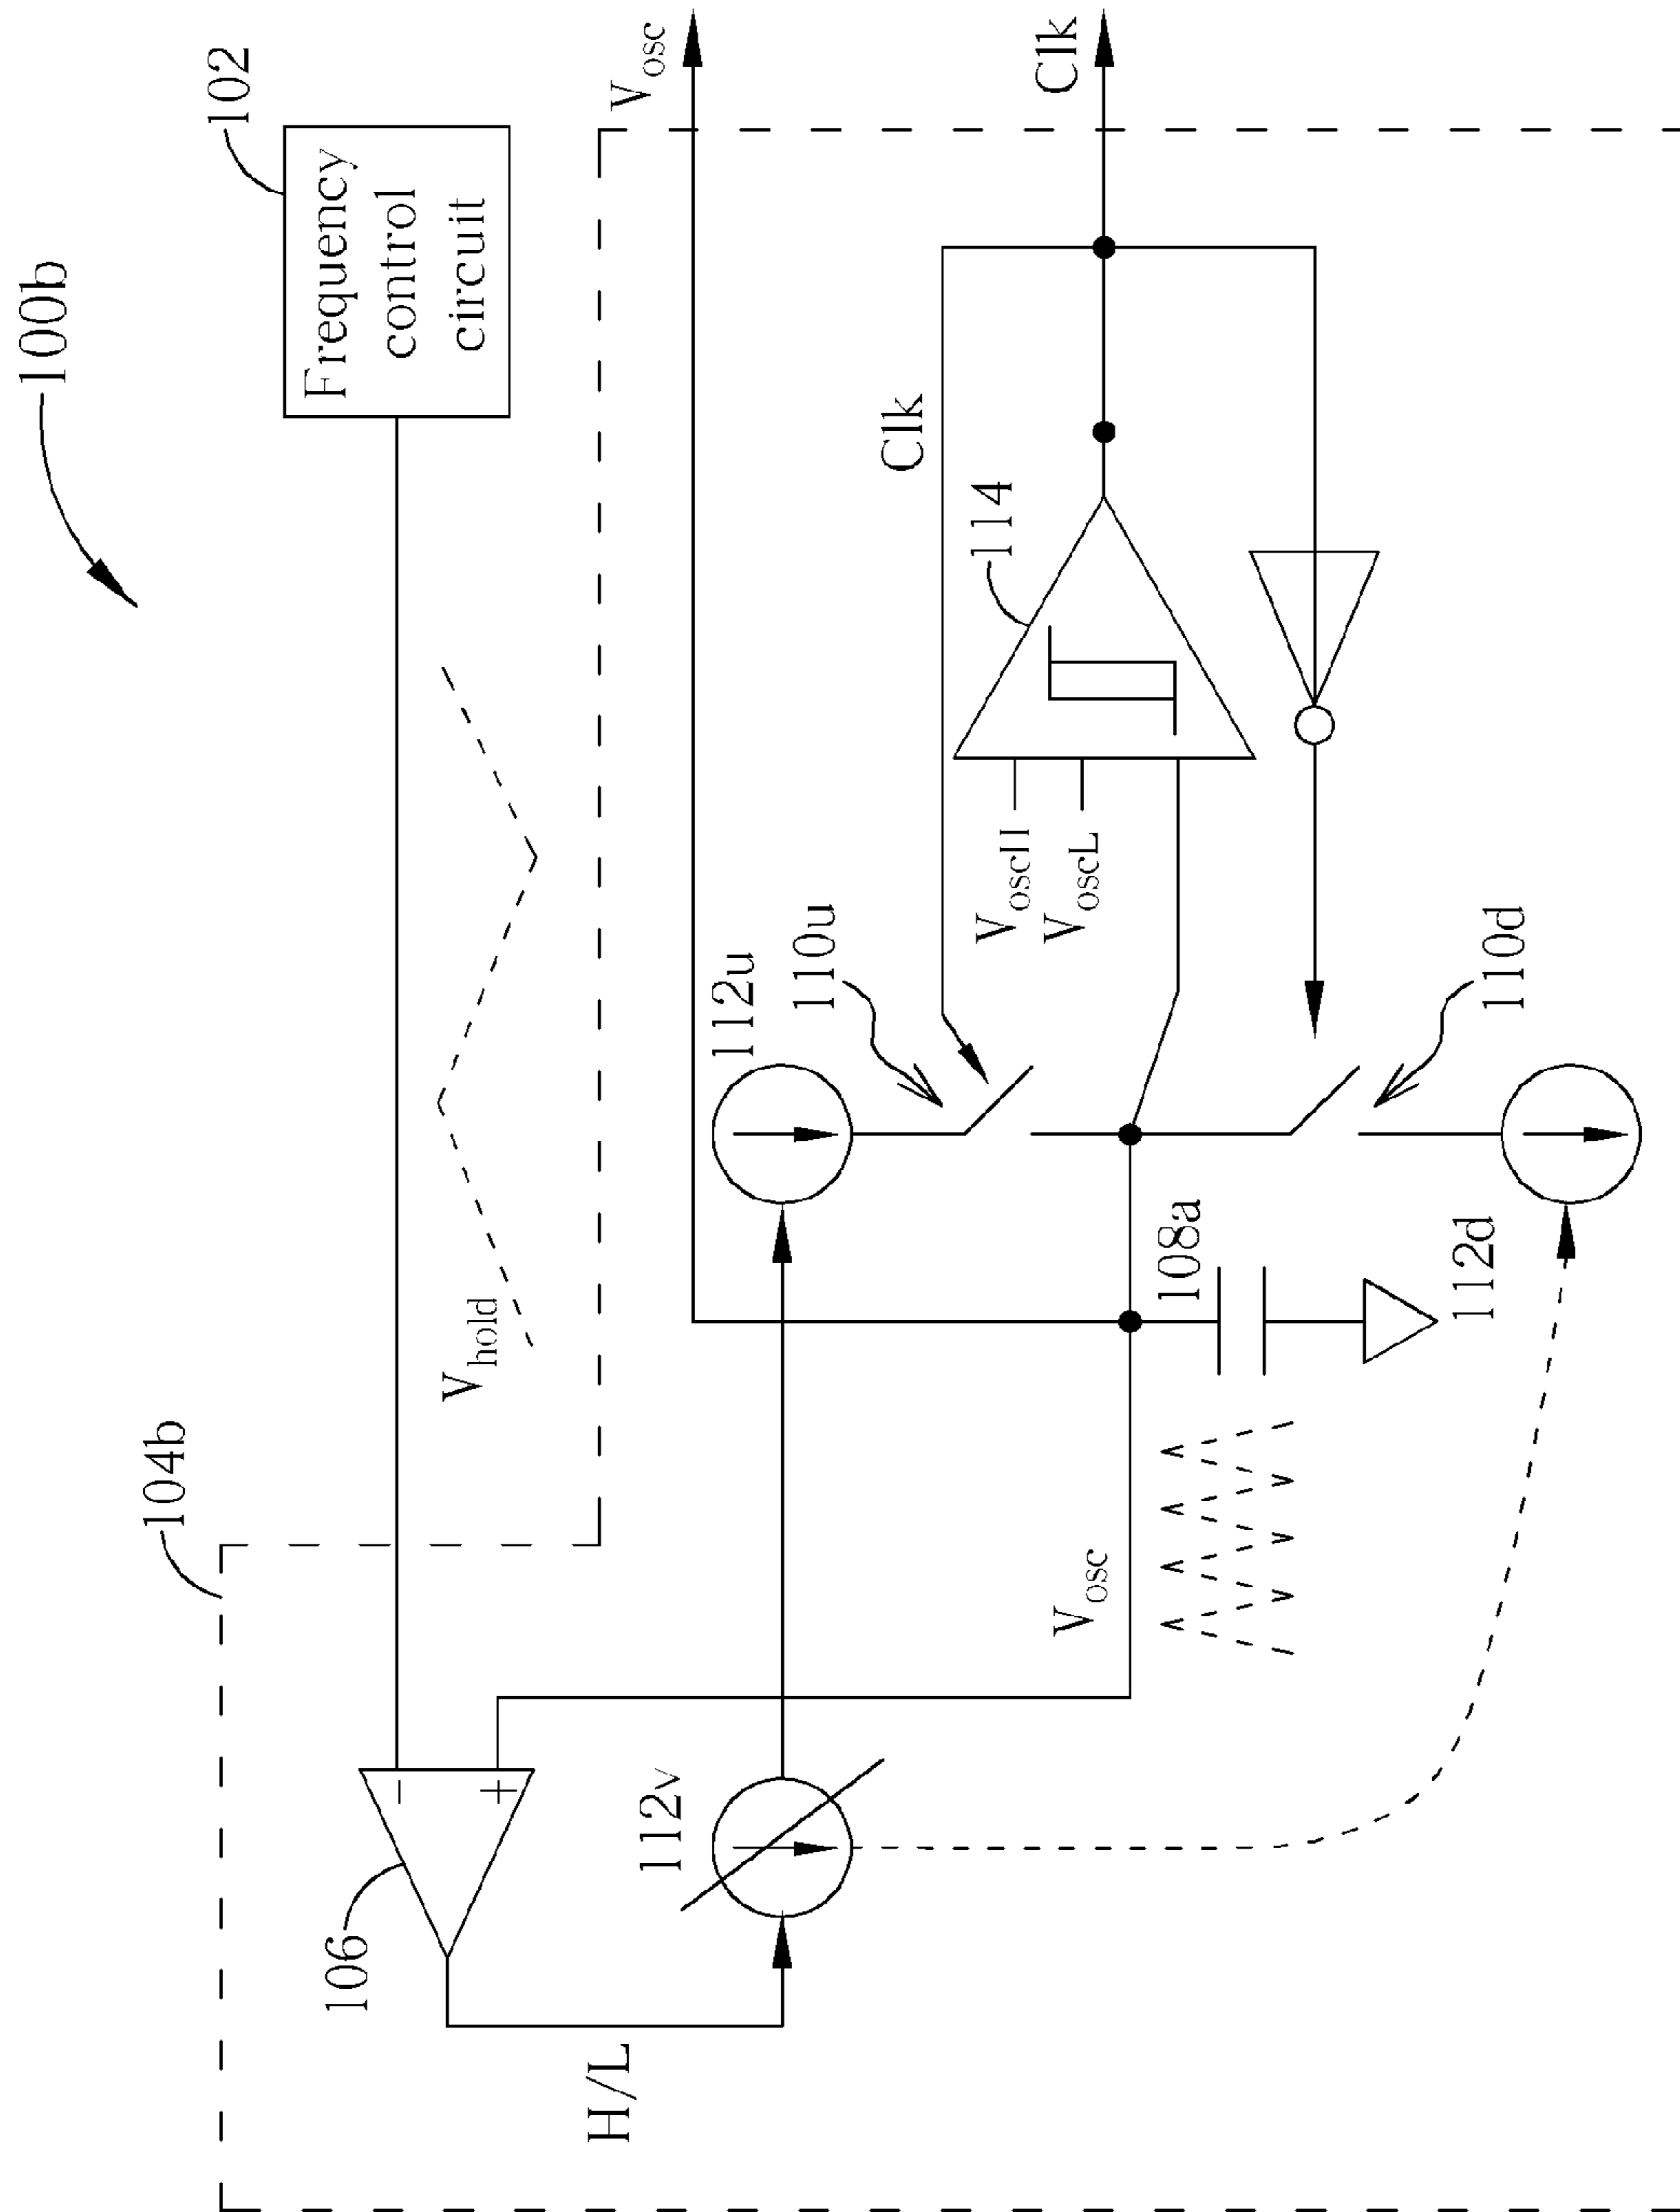 100b
102
Frequency
control
circuit
104b
106
−
+
Vhold
Vosc
H/L
112v
112u
110u
Clk
Clk
114
VoscH
VoscL
Vosc
108a
110d
112d